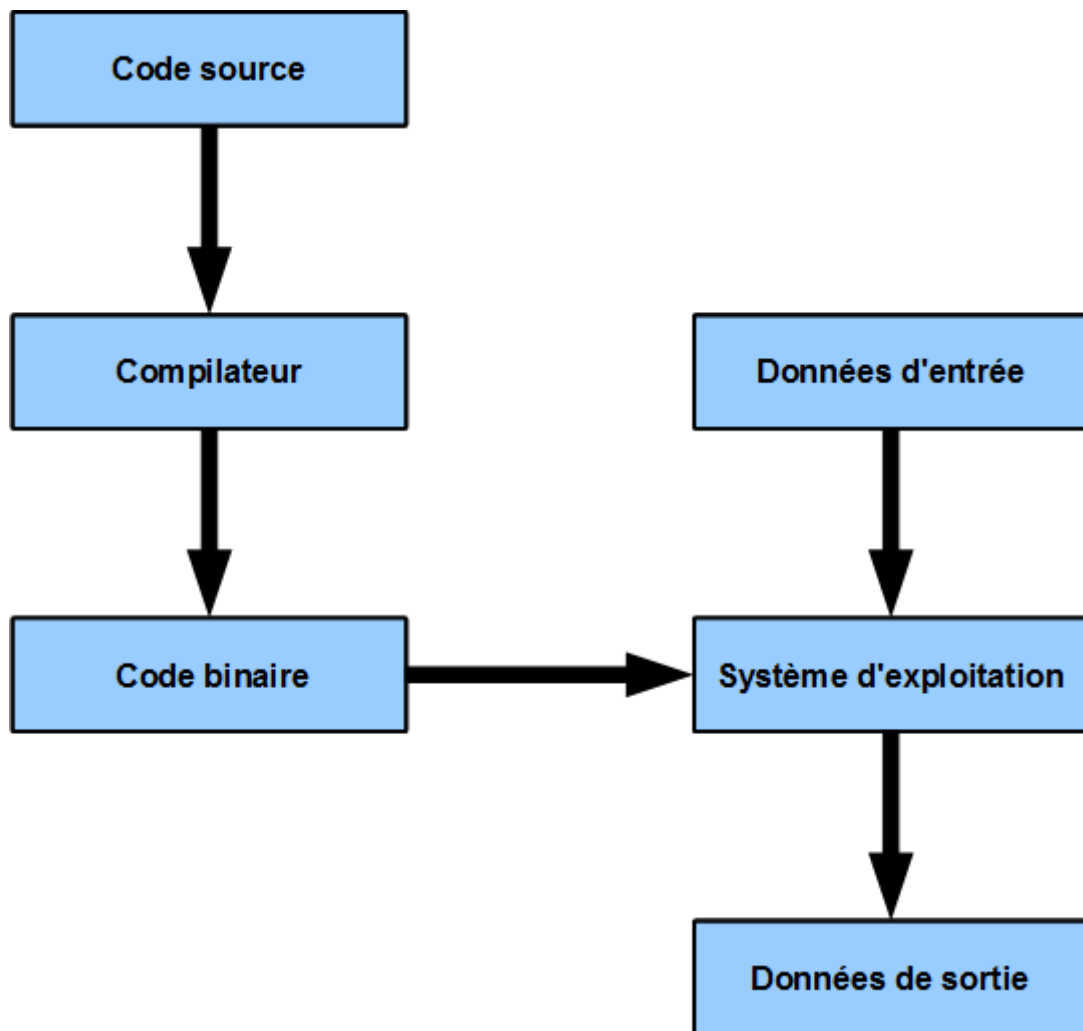 Code source
Compilateur
Données d'entrée
Code binaire
Système d'exploitation
Données de sortie